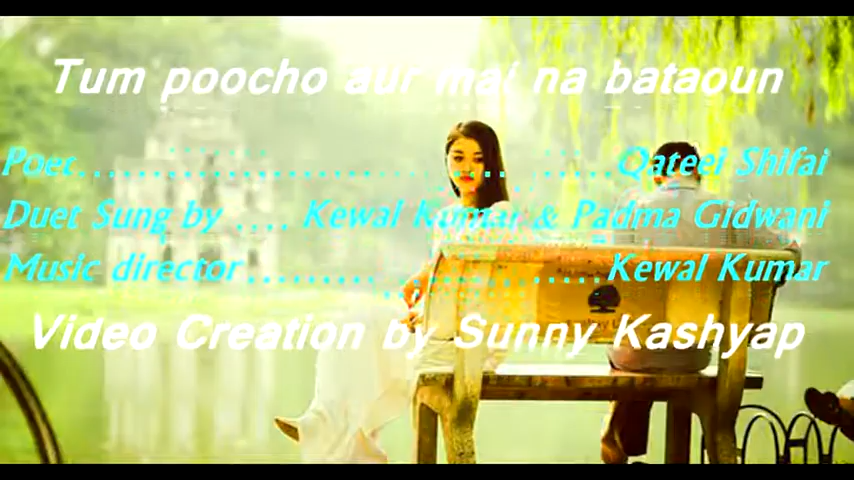 Tum poocho aur mai na bataoun
Poet.......................................Qateel Shifai
Duet Sung by .... Kewal Kumar & Padma Gidwani
Music director...........................Kewal Kumar
Video Creation by Sunny Kashyap